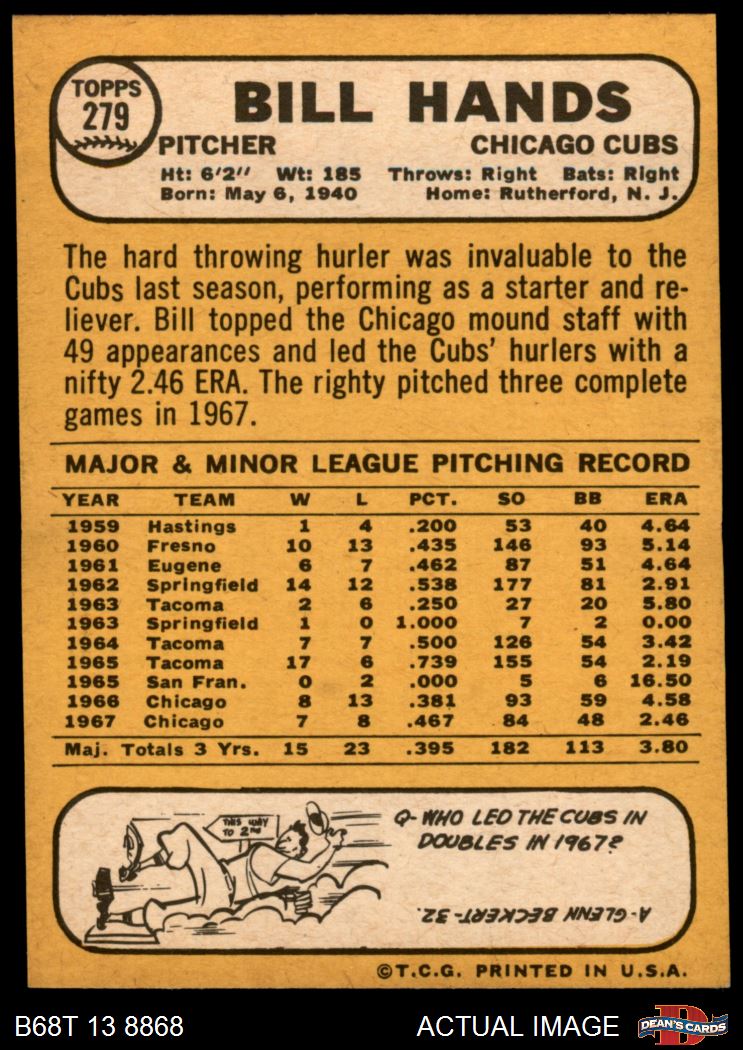 TOPPS
279
BILL HANDS
PITCHER CHICAGO CUBS
Ht: 6'2" Wt: 185 Throws: Right Bats: Right
Born: May 6, 1940 Home: Rutherford, N. J.
The hard throwing hurler was invaluable to the
Cubs last season, performing as a starter and re-
liever. Bill topped the Chicago mound staff with
49 appearances and led the Cubs' hurlers with a
nifty 2.46 ERA. The righty pitched three complete
games in 1967.
MAJOR & MINOR LEAGUE PITCHING RECORD
YEAR TEAM W L PCT. SO BB ERA
1959 Hastings 1 4 .200 53 40 4.64
1960 Fresno 10 13 .435 146 93 5.14
1961 Eugene 6 7 .462 87 51 4.64
1962 Springfield 14 12 .538 177 81 2.91
1963 Tacoma 2 6 .250 27 20 5.80
1963 Springfield 1 0 1.000 7 2 0.00
1964 Tacoma 7 7 .500 126 54 3.42
1965 Tacoma 17 6 .739 155 54 2.19
1965 San Fran. 0 2 .000 5 6 16.50
1966 Chicago 8 13 .381 93 59 4.58
1967 Chicago 7 8 .467 84 48 2.46
Maj. Totals 3 Yrs. 15 23 .395 182 113 3.80
THIS WAY
TO 2ND
Q- WHO LED THE CUBS IN
DOUBLES IN 1967?
A- GLENN BECKERT- 32.
©T.C.G. PRINTED IN U.S.A.
B68T 13 8868 ACTUAL IMAGE
D
DEAN'S CARDS